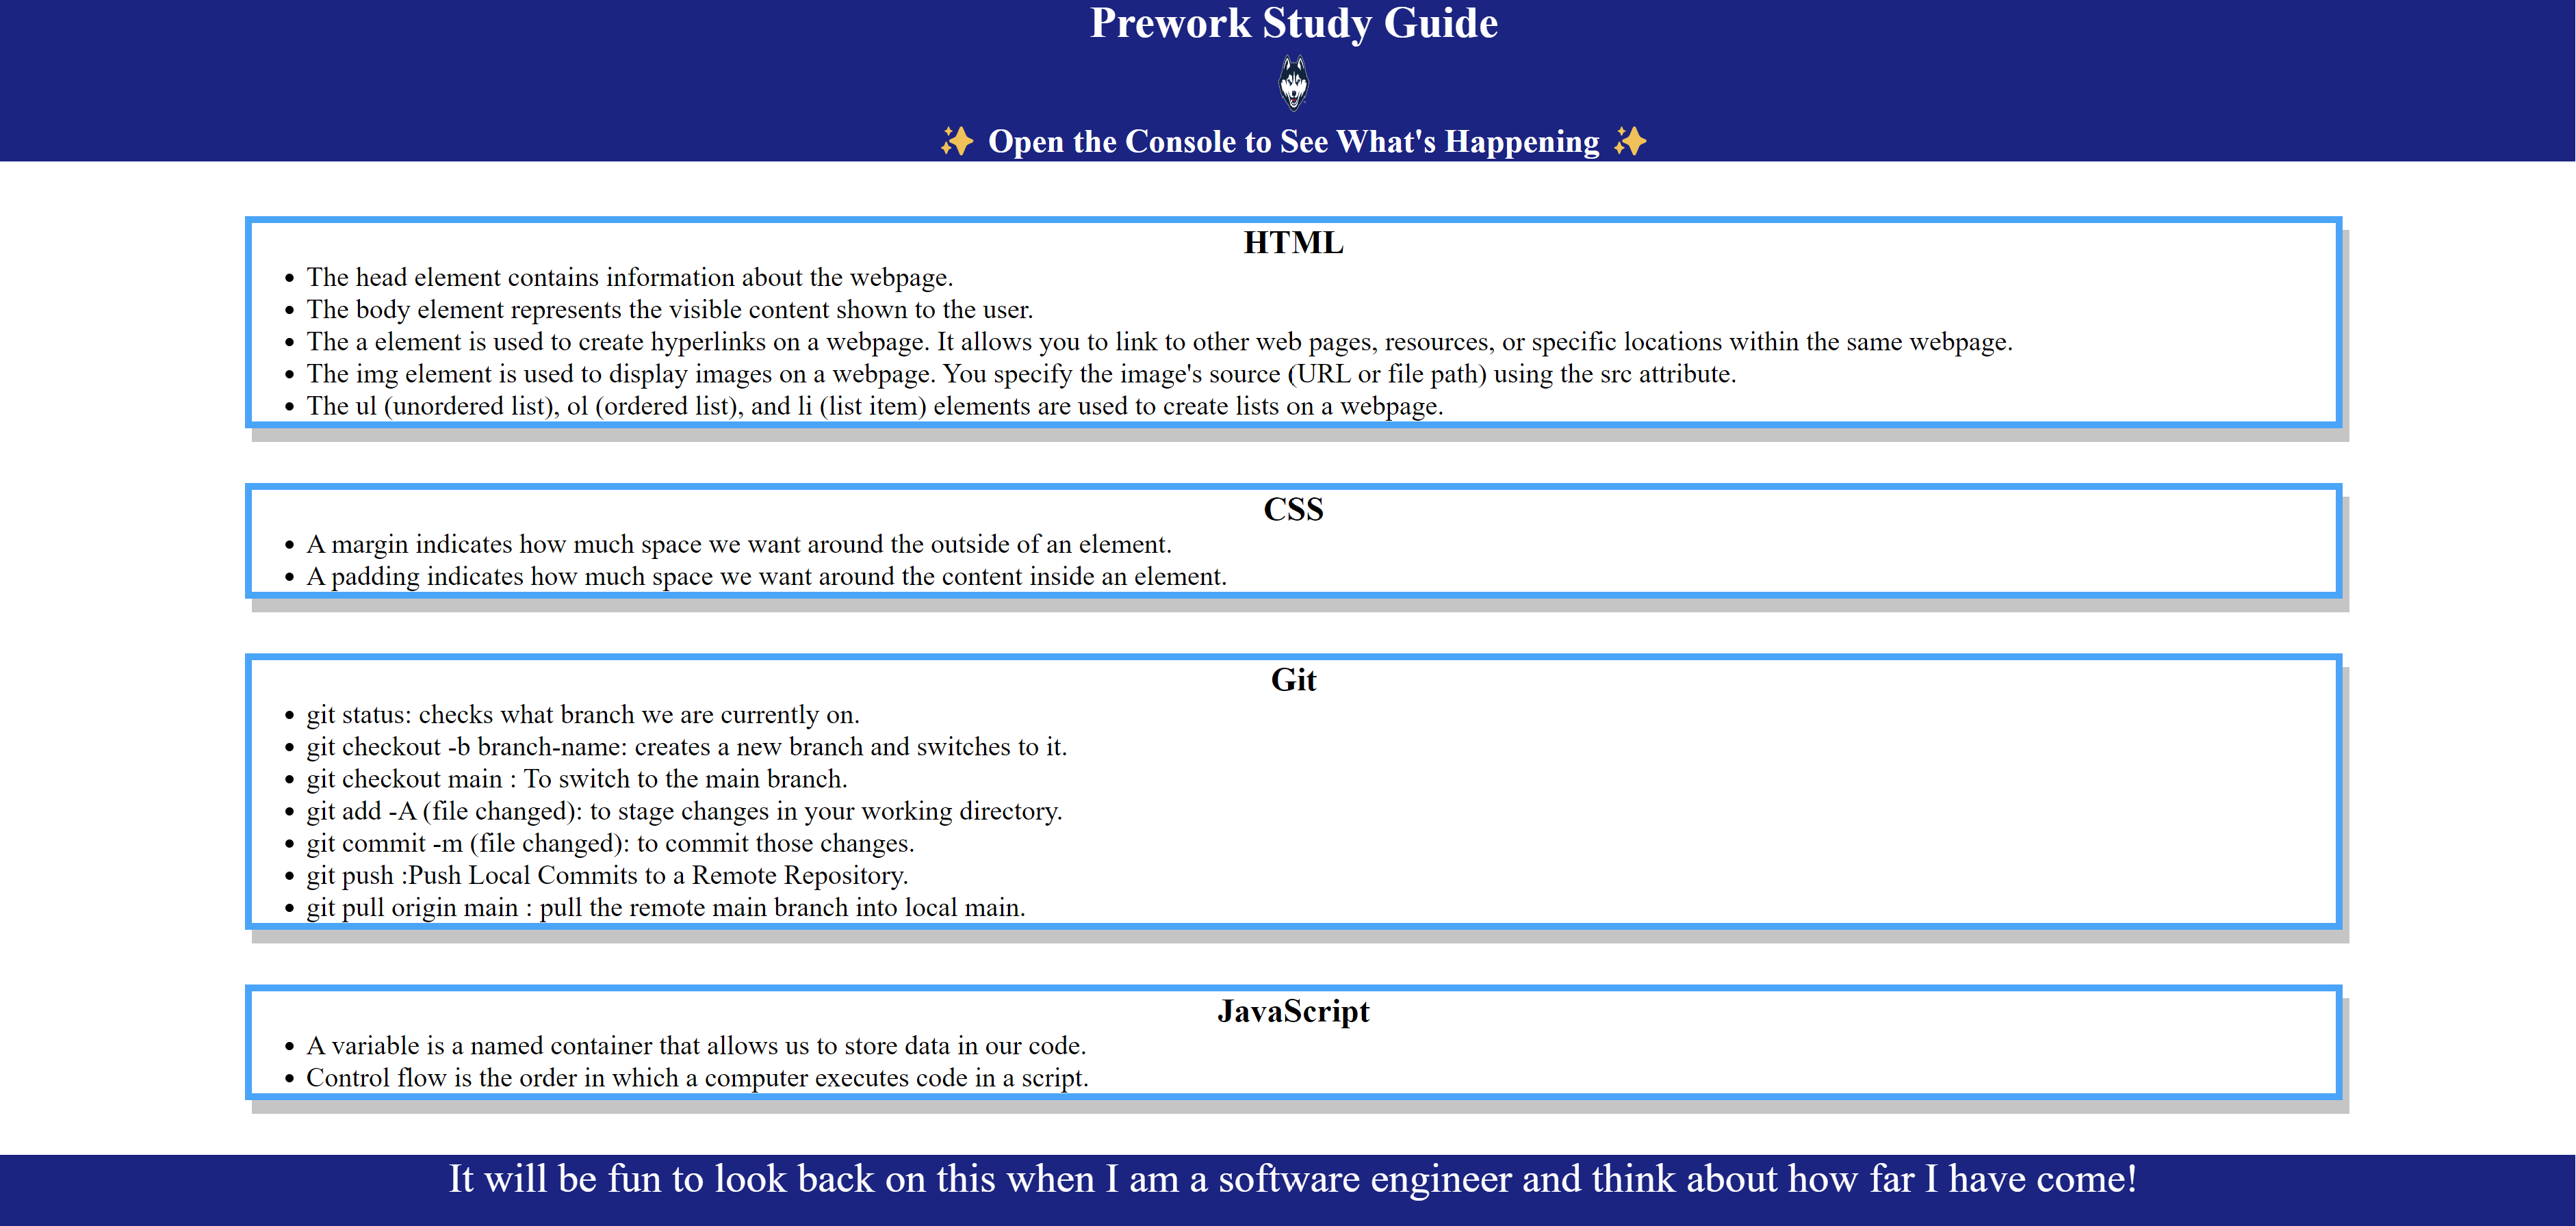 Prework Study Guide
✨ Open the Console to See What's Happening ✨
HTML
• The head element contains information about the webpage.
• The body element represents the visible content shown to the user.
• The a element is used to create hyperlinks on a webpage. It allows you to link to other web pages, resources, or specific locations within the same webpage.
• The img element is used to display images on a webpage. You specify the image's source (URL or file path) using the src attribute.
• The ul (unordered list), ol (ordered list), and li (list item) elements are used to create lists on a webpage.
CSS
• A margin indicates how much space we want around the outside of an element.
• A padding indicates how much space we want around the content inside an element.
Git
• git status: checks what branch we are currently on.
• git checkout -b branch-name: creates a new branch and switches to it.
• git checkout main : To switch to the main branch.
• git add -A (file changed): to stage changes in your working directory.
• git commit -m (file changed): to commit those changes.
• git push :Push Local Commits to a Remote Repository.
• git pull origin main : pull the remote main branch into local main.
JavaScript
• A variable is a named container that allows us to store data in our code.
• Control flow is the order in which a computer executes code in a script.
It will be fun to look back on this when I am a software engineer and think about how far I have come!